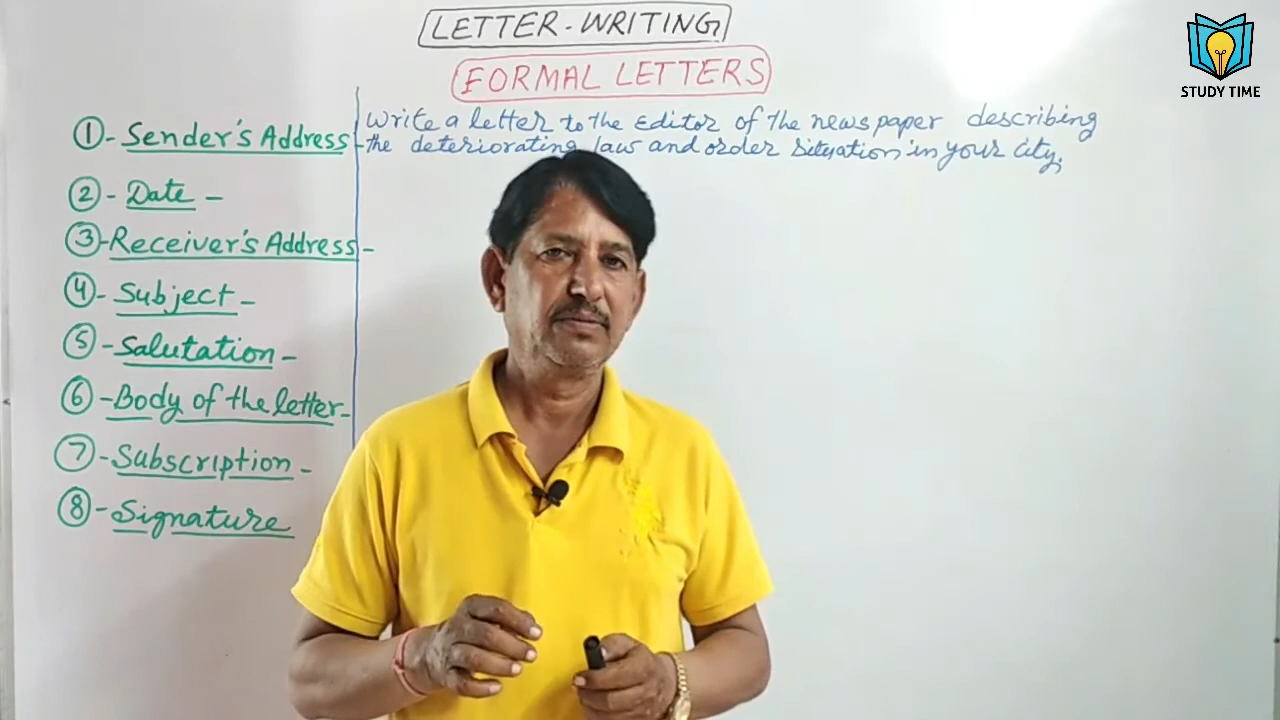 LETTER-WRITING
FORMAL LETTERS
STUDY TIME
Write a letter to the Editor of the newspaper describing
the deteriorating law and order situation in your city.
①- Sender's Address -
②- Date -
③-Receiver's Address -
④- Subject -
⑤- Salutation -
⑥-Body of the letter-
⑦-Subscription -
⑧-Signature